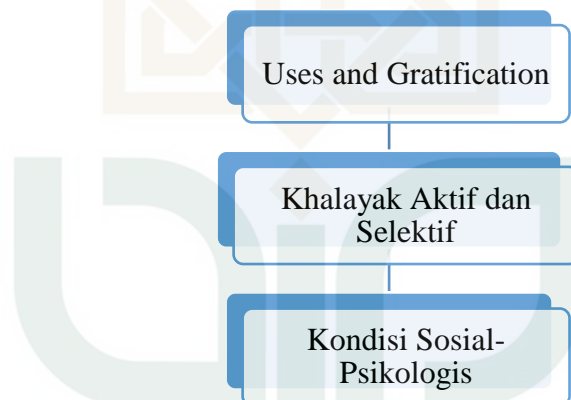 Uses and Gratification
Khalayak Aktif dan
Selektif
Kondisi Sosial-
Psikologis